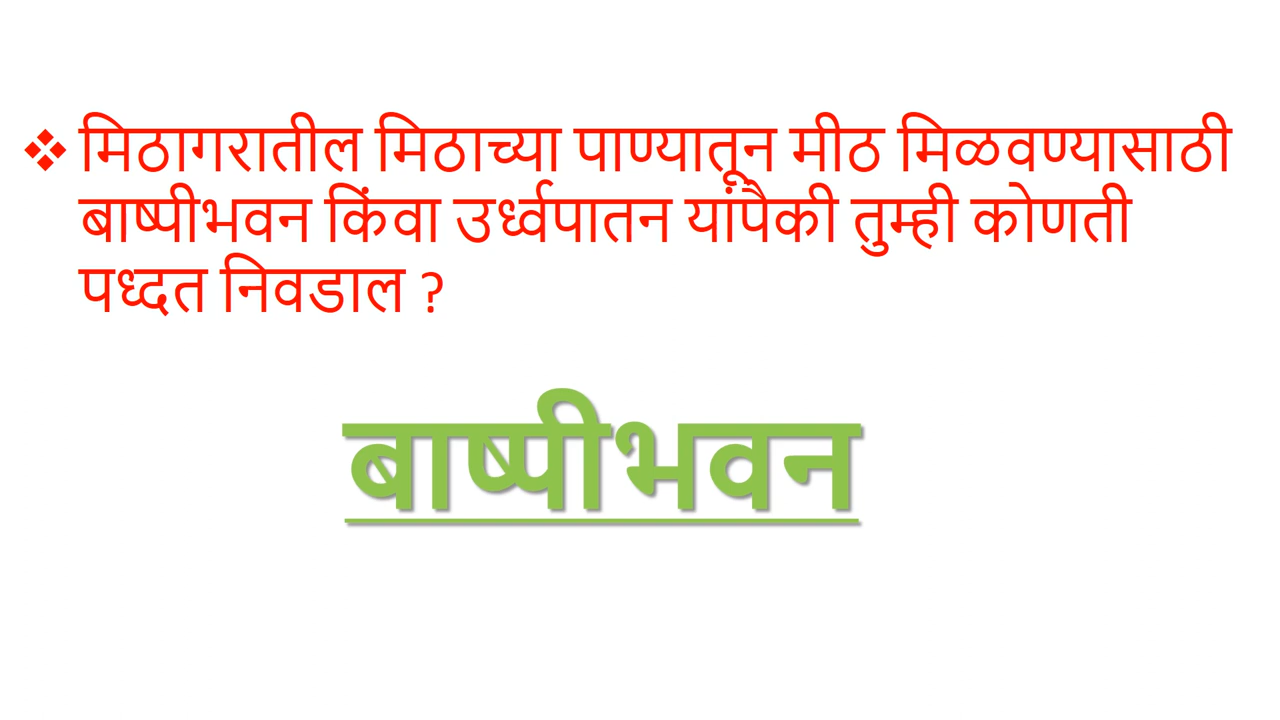 ❖ मिठागरातील मिठाच्या पाण्यातून मीठ मिळवण्यासाठी
बाष्पीभवन किंवा उर्ध्वपातन यांपैकी तुम्ही कोणती
पध्दत निवडाल ?
बाष्पीभवन